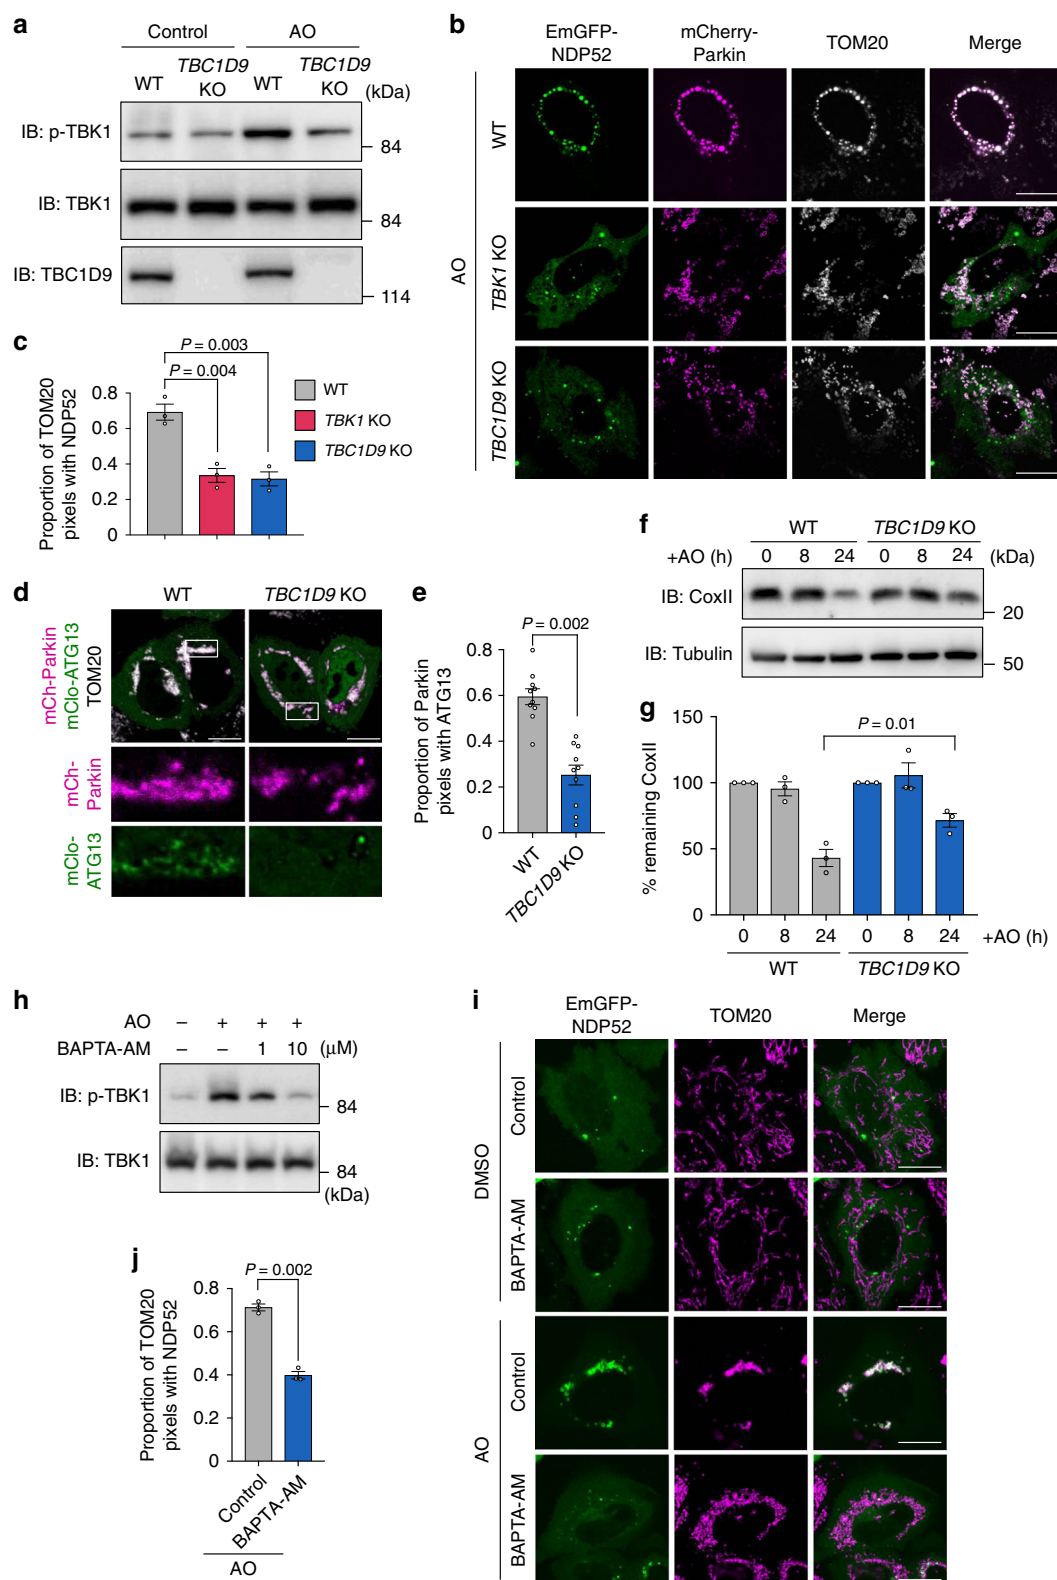 a
Control AO
WT TBC1D9 KO WT TBC1D9 KO (kDa)
IB: p-TBK1
84
IB: TBK1
84
IB: TBC1D9
114
b
EmGFP-NDP52 mCherry-Parkin TOM20 Merge
AO
WT
TBK1 KO
TBC1D9 KO
c
P = 0.003
P = 0.004
WT
TBK1 KO
TBC1D9 KO
Proportion of TOM20
pixels with NDP52
0.8
0.6
0.4
0.2
0
d
WT TBC1D9 KO
mCh-Parkin
mClo-ATG13
TOM20
mCh-
Parkin
mClo-
ATG13
e
P = 0.002
Proportion of Parkin
pixels with ATG13
0.8
0.6
0.4
0.2
0
WT
TBC1D9 KO
f
WT TBC1D9 KO
+AO (h) 0 8 24 0 8 24 (kDa)
IB: CoxII
20
IB: Tubulin
50
g
P = 0.01
% remaining CoxII
150
100
50
0
0 8 24 0 8 24 +AO (h)
WT TBC1D9 KO
h
AO – + + +
BAPTA-AM – – 1 10 (μM)
IB: p-TBK1
84
IB: TBK1
84
(kDa)
i
EmGFP-NDP52 TOM20 Merge
DMSO
Control
BAPTA-AM
AO
Control
BAPTA-AM
j
P = 0.002
Proportion of TOM20
pixels with NDP52
0.8
0.6
0.4
0.2
0
Control
BAPTA-AM
AO